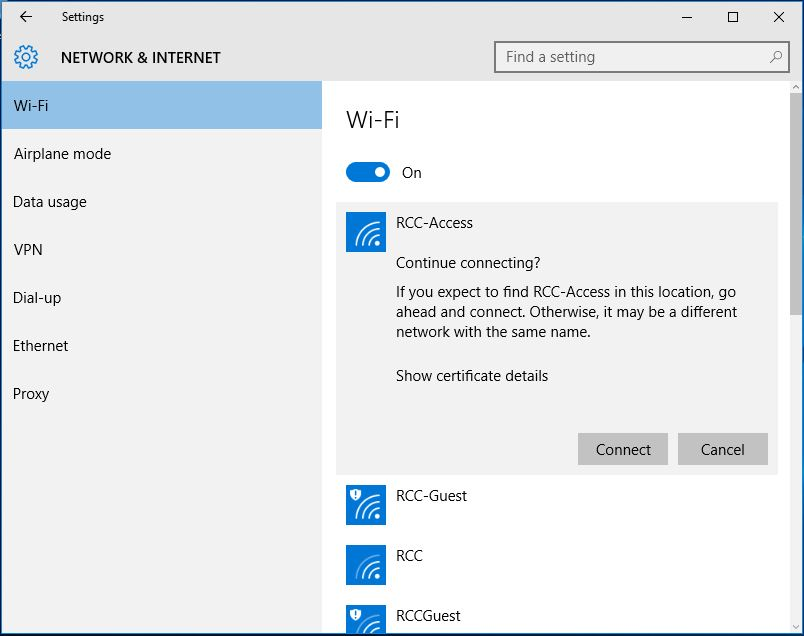 Settings
NETWORK & INTERNET
Find a setting
Wi-Fi
Airplane mode
Data usage
VPN
Dial-up
Ethernet
Proxy
Wi-Fi
On
RCC-Access
Continue connecting?
If you expect to find RCC-Access in this location, go
ahead and connect. Otherwise, it may be a different
network with the same name.
Show certificate details
Connect
Cancel
RCC-Guest
RCC
RCCGuest